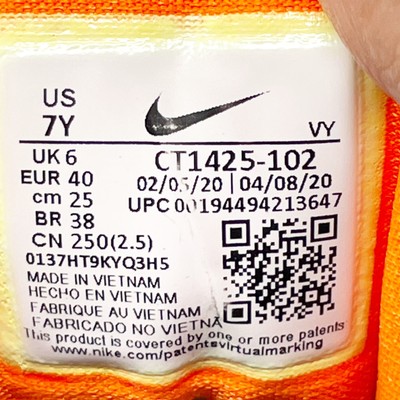 US
7Y
VY
UK 6
EUR 40
cm 25
BR 38
CN 250(2.5)
CT1425-102
02/05/20 | 04/08/20
UPC 00194494213647
0137HT9KYQ3H5
MADE IN VIETNAM
HECHO EN VIETNAM
FABRIQUE AU VIETNAM
FABRICADO NO VIETNA
This product is covered by one or more patents
www.nike.com/patentsvirtualmarking